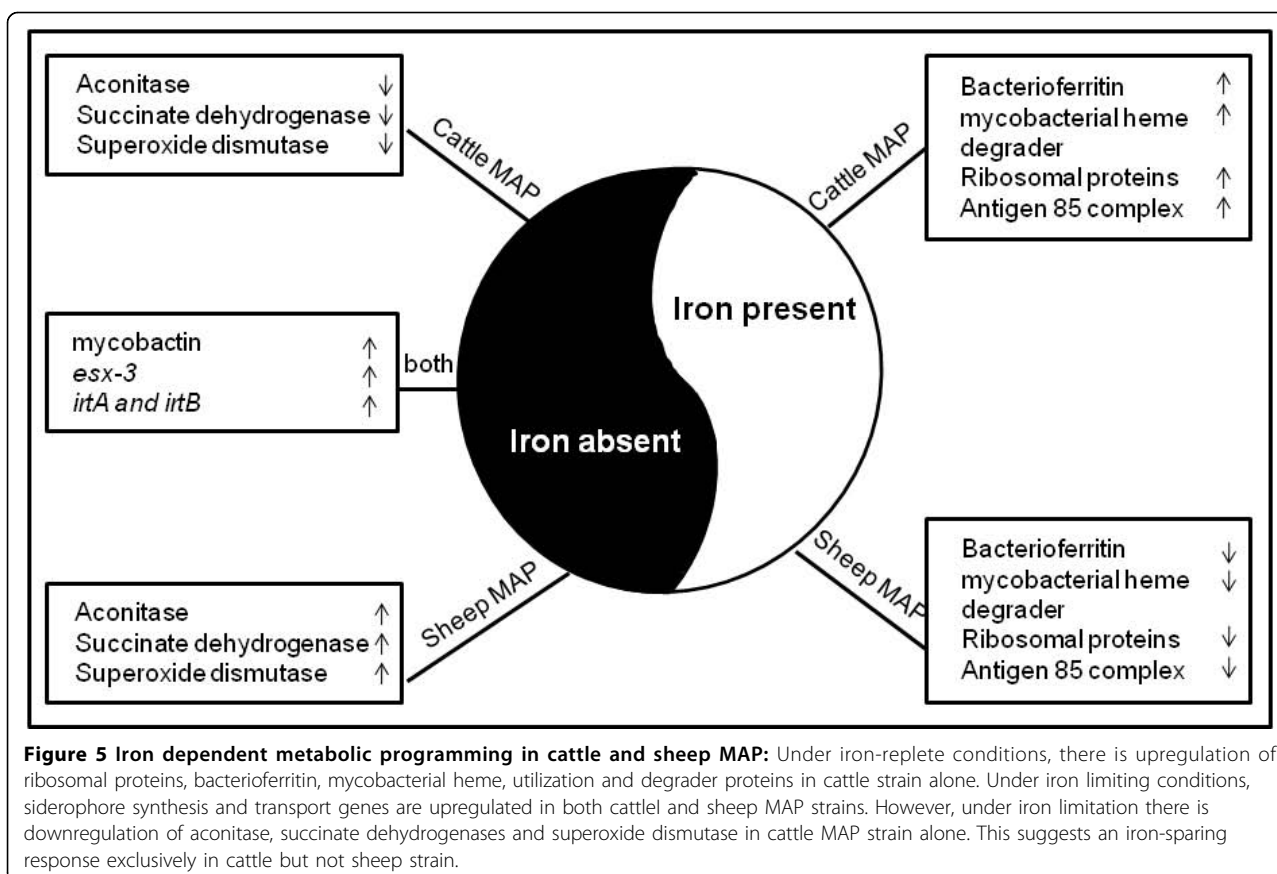 Aconitase ↓
Succinate dehydrogenase ↓
Superoxide dismutase ↓
Cattle MAP
Cattle MAP
Bacterioferritin ↑
mycobacterial heme ↑
degrader
Ribosomal proteins ↑
Antigen 85 complex ↑
Iron present
mycobactin ↑
esx-3 ↑
irtA and irtB ↑
both
Iron absent
Aconitase ↑
Succinate dehydrogenase ↑
Superoxide dismutase ↑
Sheep MAP
Sheep MAP
Bacterioferritin ↓
mycobacterial heme ↓
degrader
Ribosomal proteins ↓
Antigen 85 complex ↓
Figure 5 Iron dependent metabolic programming in cattle and sheep MAP: Under iron-replete conditions, there is upregulation of
ribosomal proteins, bacterioferritin, mycobacterial heme, utilization and degrader proteins in cattle strain alone. Under iron limiting conditions,
siderophore synthesis and transport genes are upregulated in both cattlel and sheep MAP strains. However, under iron limitation there is
downregulation of aconitase, succinate dehydrogenases and superoxide dismutase in cattle MAP strain alone. This suggests an iron-sparing
response exclusively in cattle but not sheep strain.